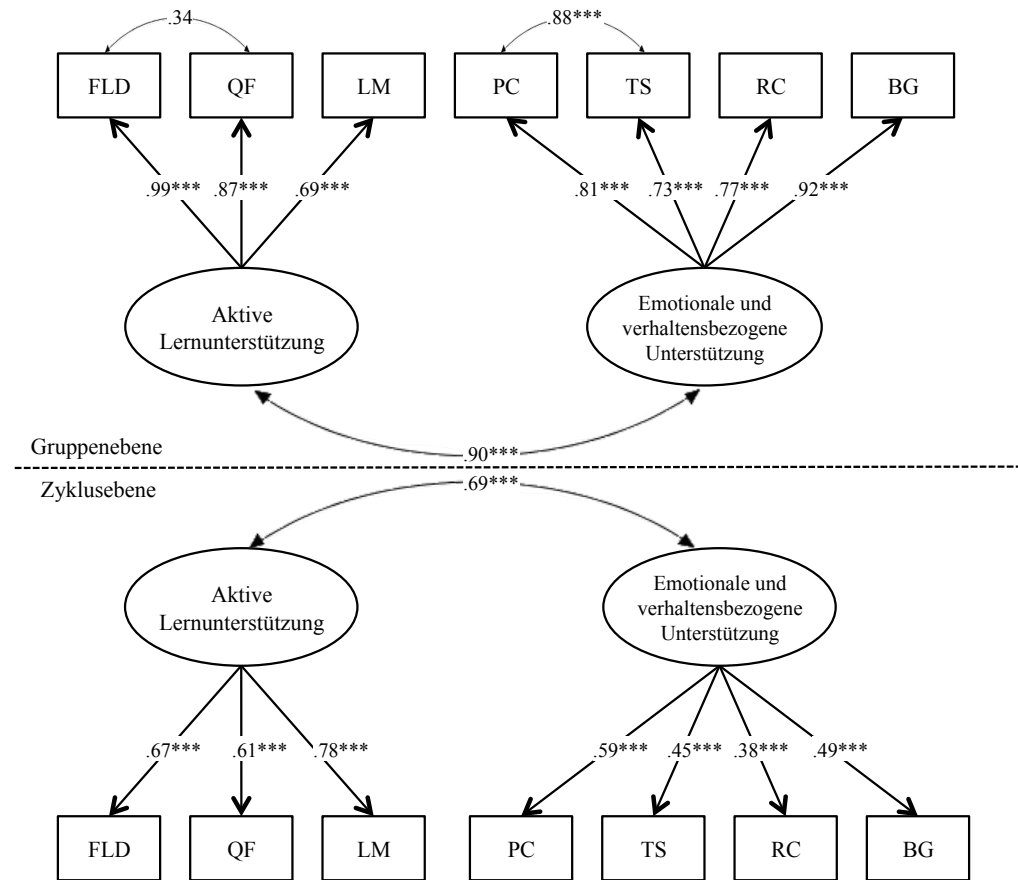 .34
.88***
FLD
QF
LM
PC
TS
RC
BG
.99***
.87***
.69***
.81***
.73***
.77***
.92***
Aktive
Lernunterstützung
Emotionale und
verhaltensbezogene
Unterstützung
Gruppenebene
.90***
Zyklusebene
.69***
Aktive
Lernunterstützung
Emotionale und
verhaltensbezogene
Unterstützung
.67***
.61***
.78***
.59***
.45***
.38***
.49***
FLD
QF
LM
PC
TS
RC
BG